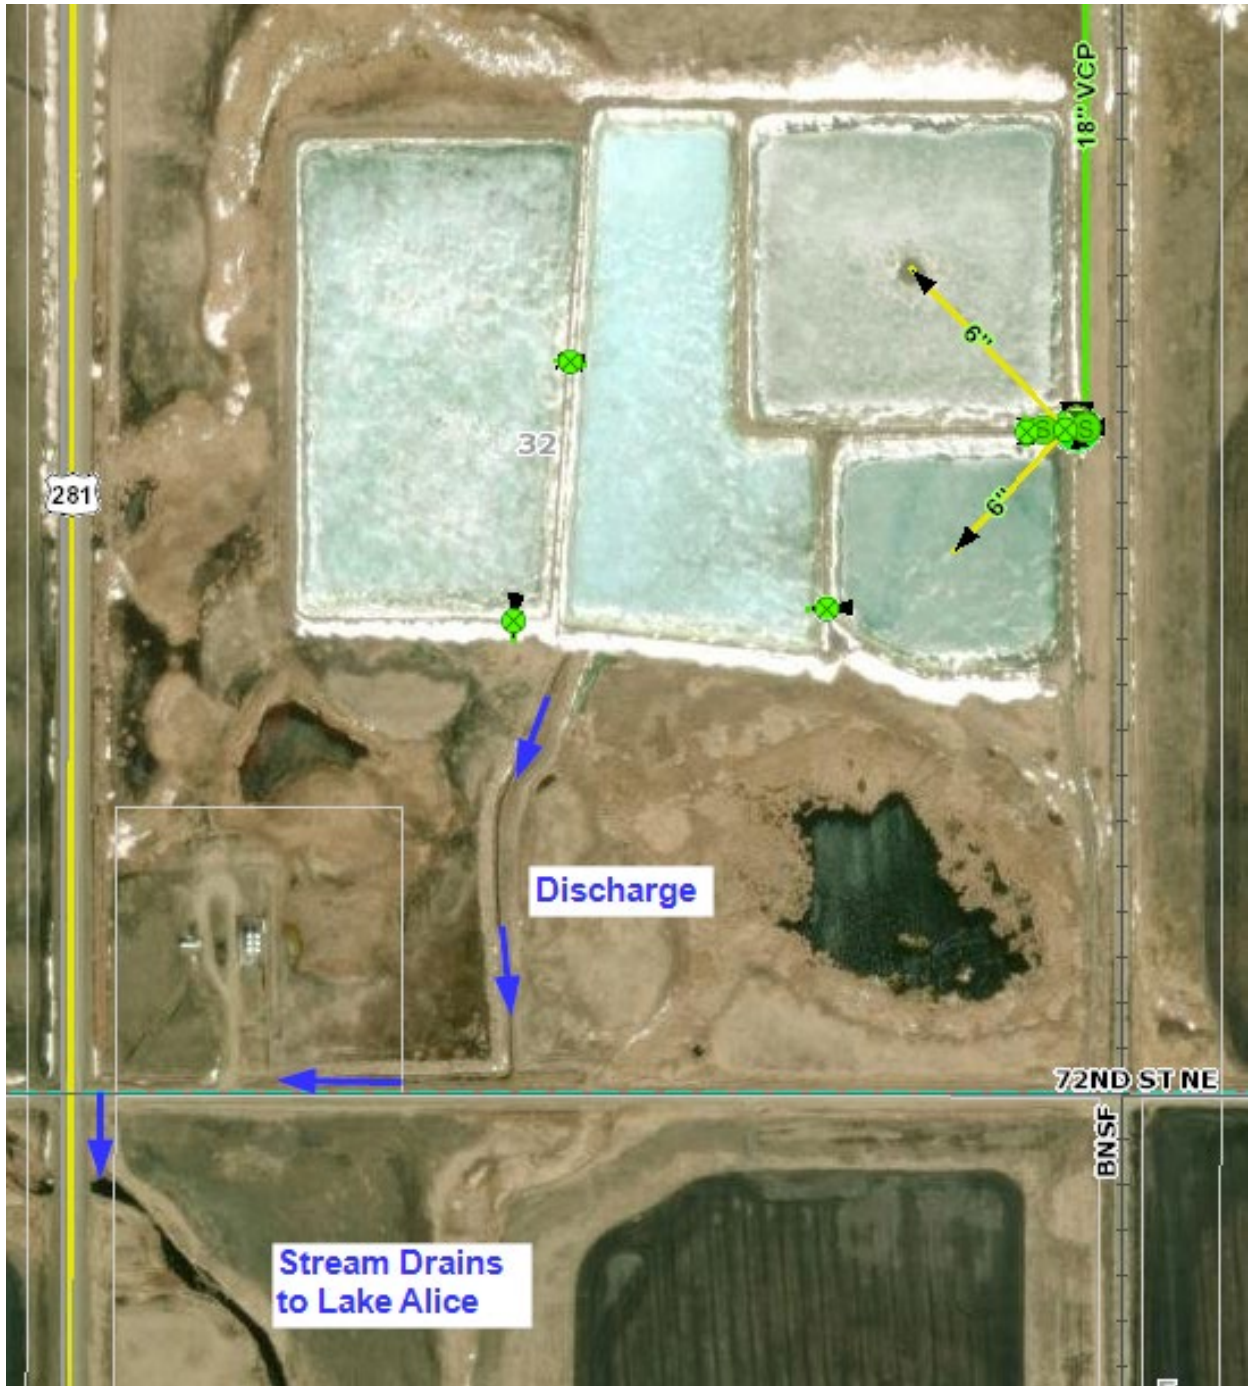 18" VCP
6"
32
281
6"
Discharge
72ND ST NE
BNSF
Stream Drains
to Lake Alice